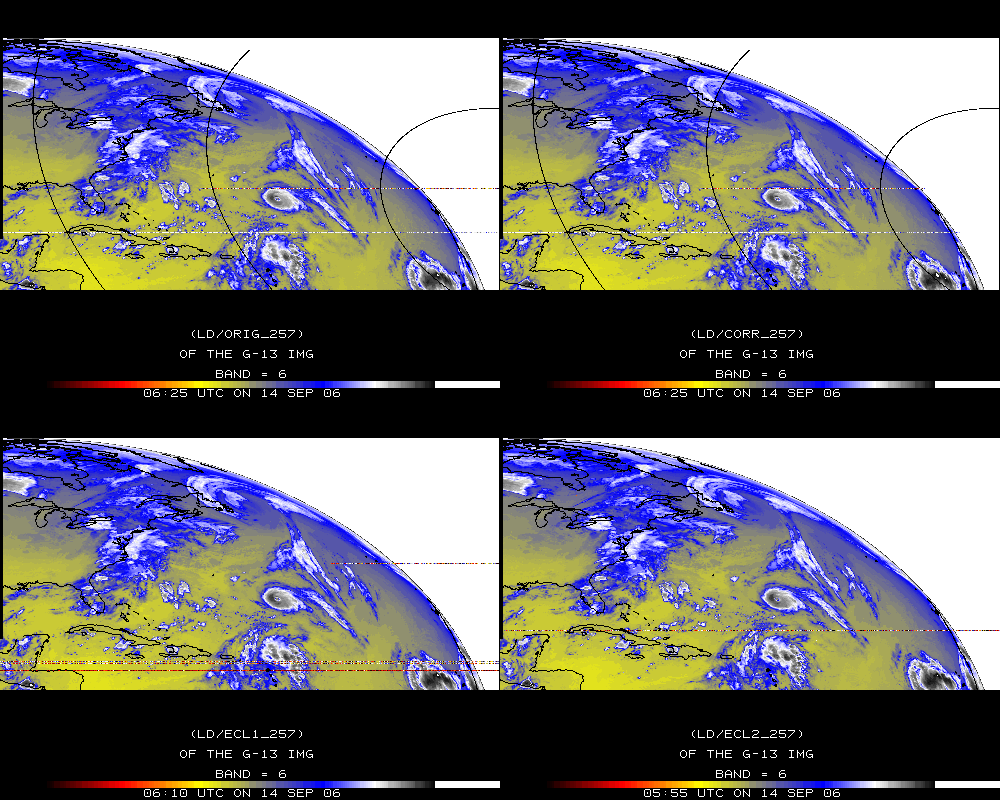 (LD/ORIG_257)
OF THE G-13 IMG
BAND = 6
06:25 UTC ON 14 SEP 06
(LD/CORR_257)
OF THE G-13 IMG
BAND = 6
06:25 UTC ON 14 SEP 06
(LD/ECL1_257)
OF THE G-13 IMG
BAND = 6
06:10 UTC ON 14 SEP 06
(LD/ECL2_257)
OF THE G-13 IMG
BAND = 6
05:55 UTC ON 14 SEP 06